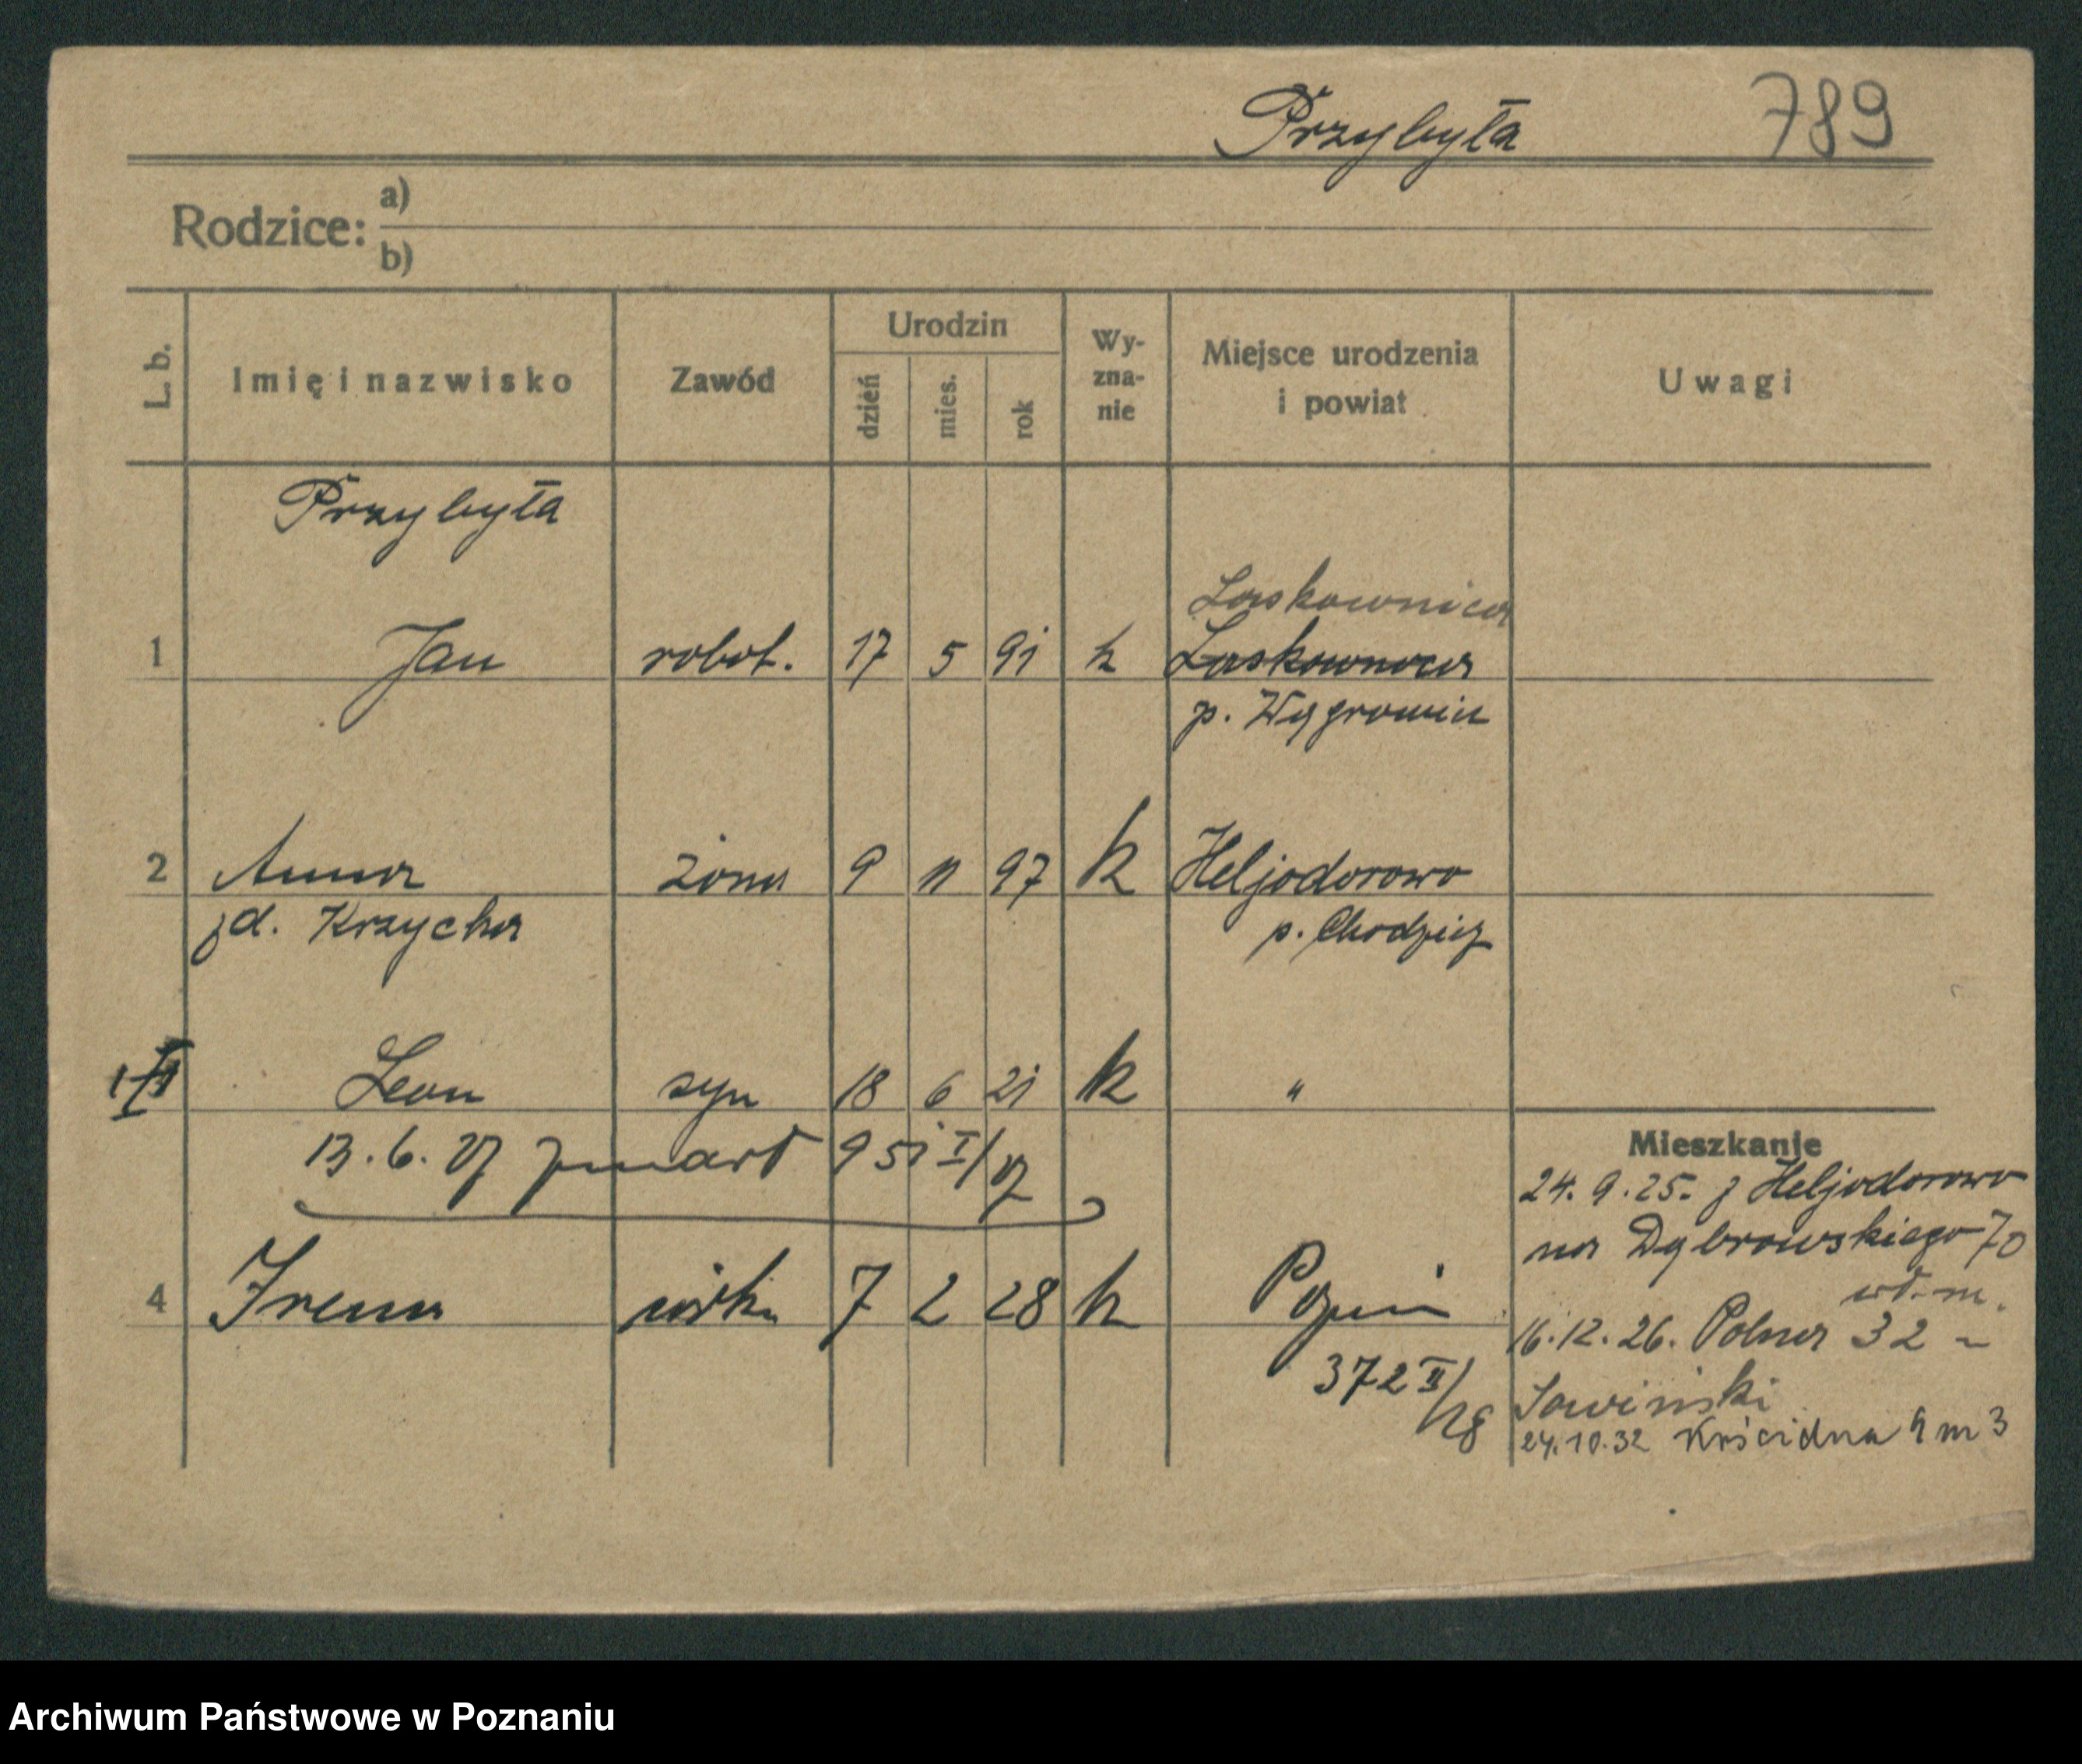 Przybyła 789
Rodzice: a)
b)
L. b. Imię i nazwisko Zawód Urodzin dzień mies. rok Wy-zna-nie Miejsce urodzenia i powiat Uwagi
Przybyła
Laskownica
1 Jan robot. 17 5 91 k Laskownica
p. Wągrowiec
2 Anna żona 9 11 97 k Heljodorowo
zd. Krzycka p. Chodzież
Leon syn 18 6 21 k "
Mieszkanie
13.6.27 zmarł 951 I/27
24.9.25. z Heljodorowo
na Dąbrowskiego 70
4 Irena córka 7 2 28 k Poznań
16.12.26. Polna 32
372 II/28
24.10.32 9 m 3
Archiwum Państwowe w Poznaniu